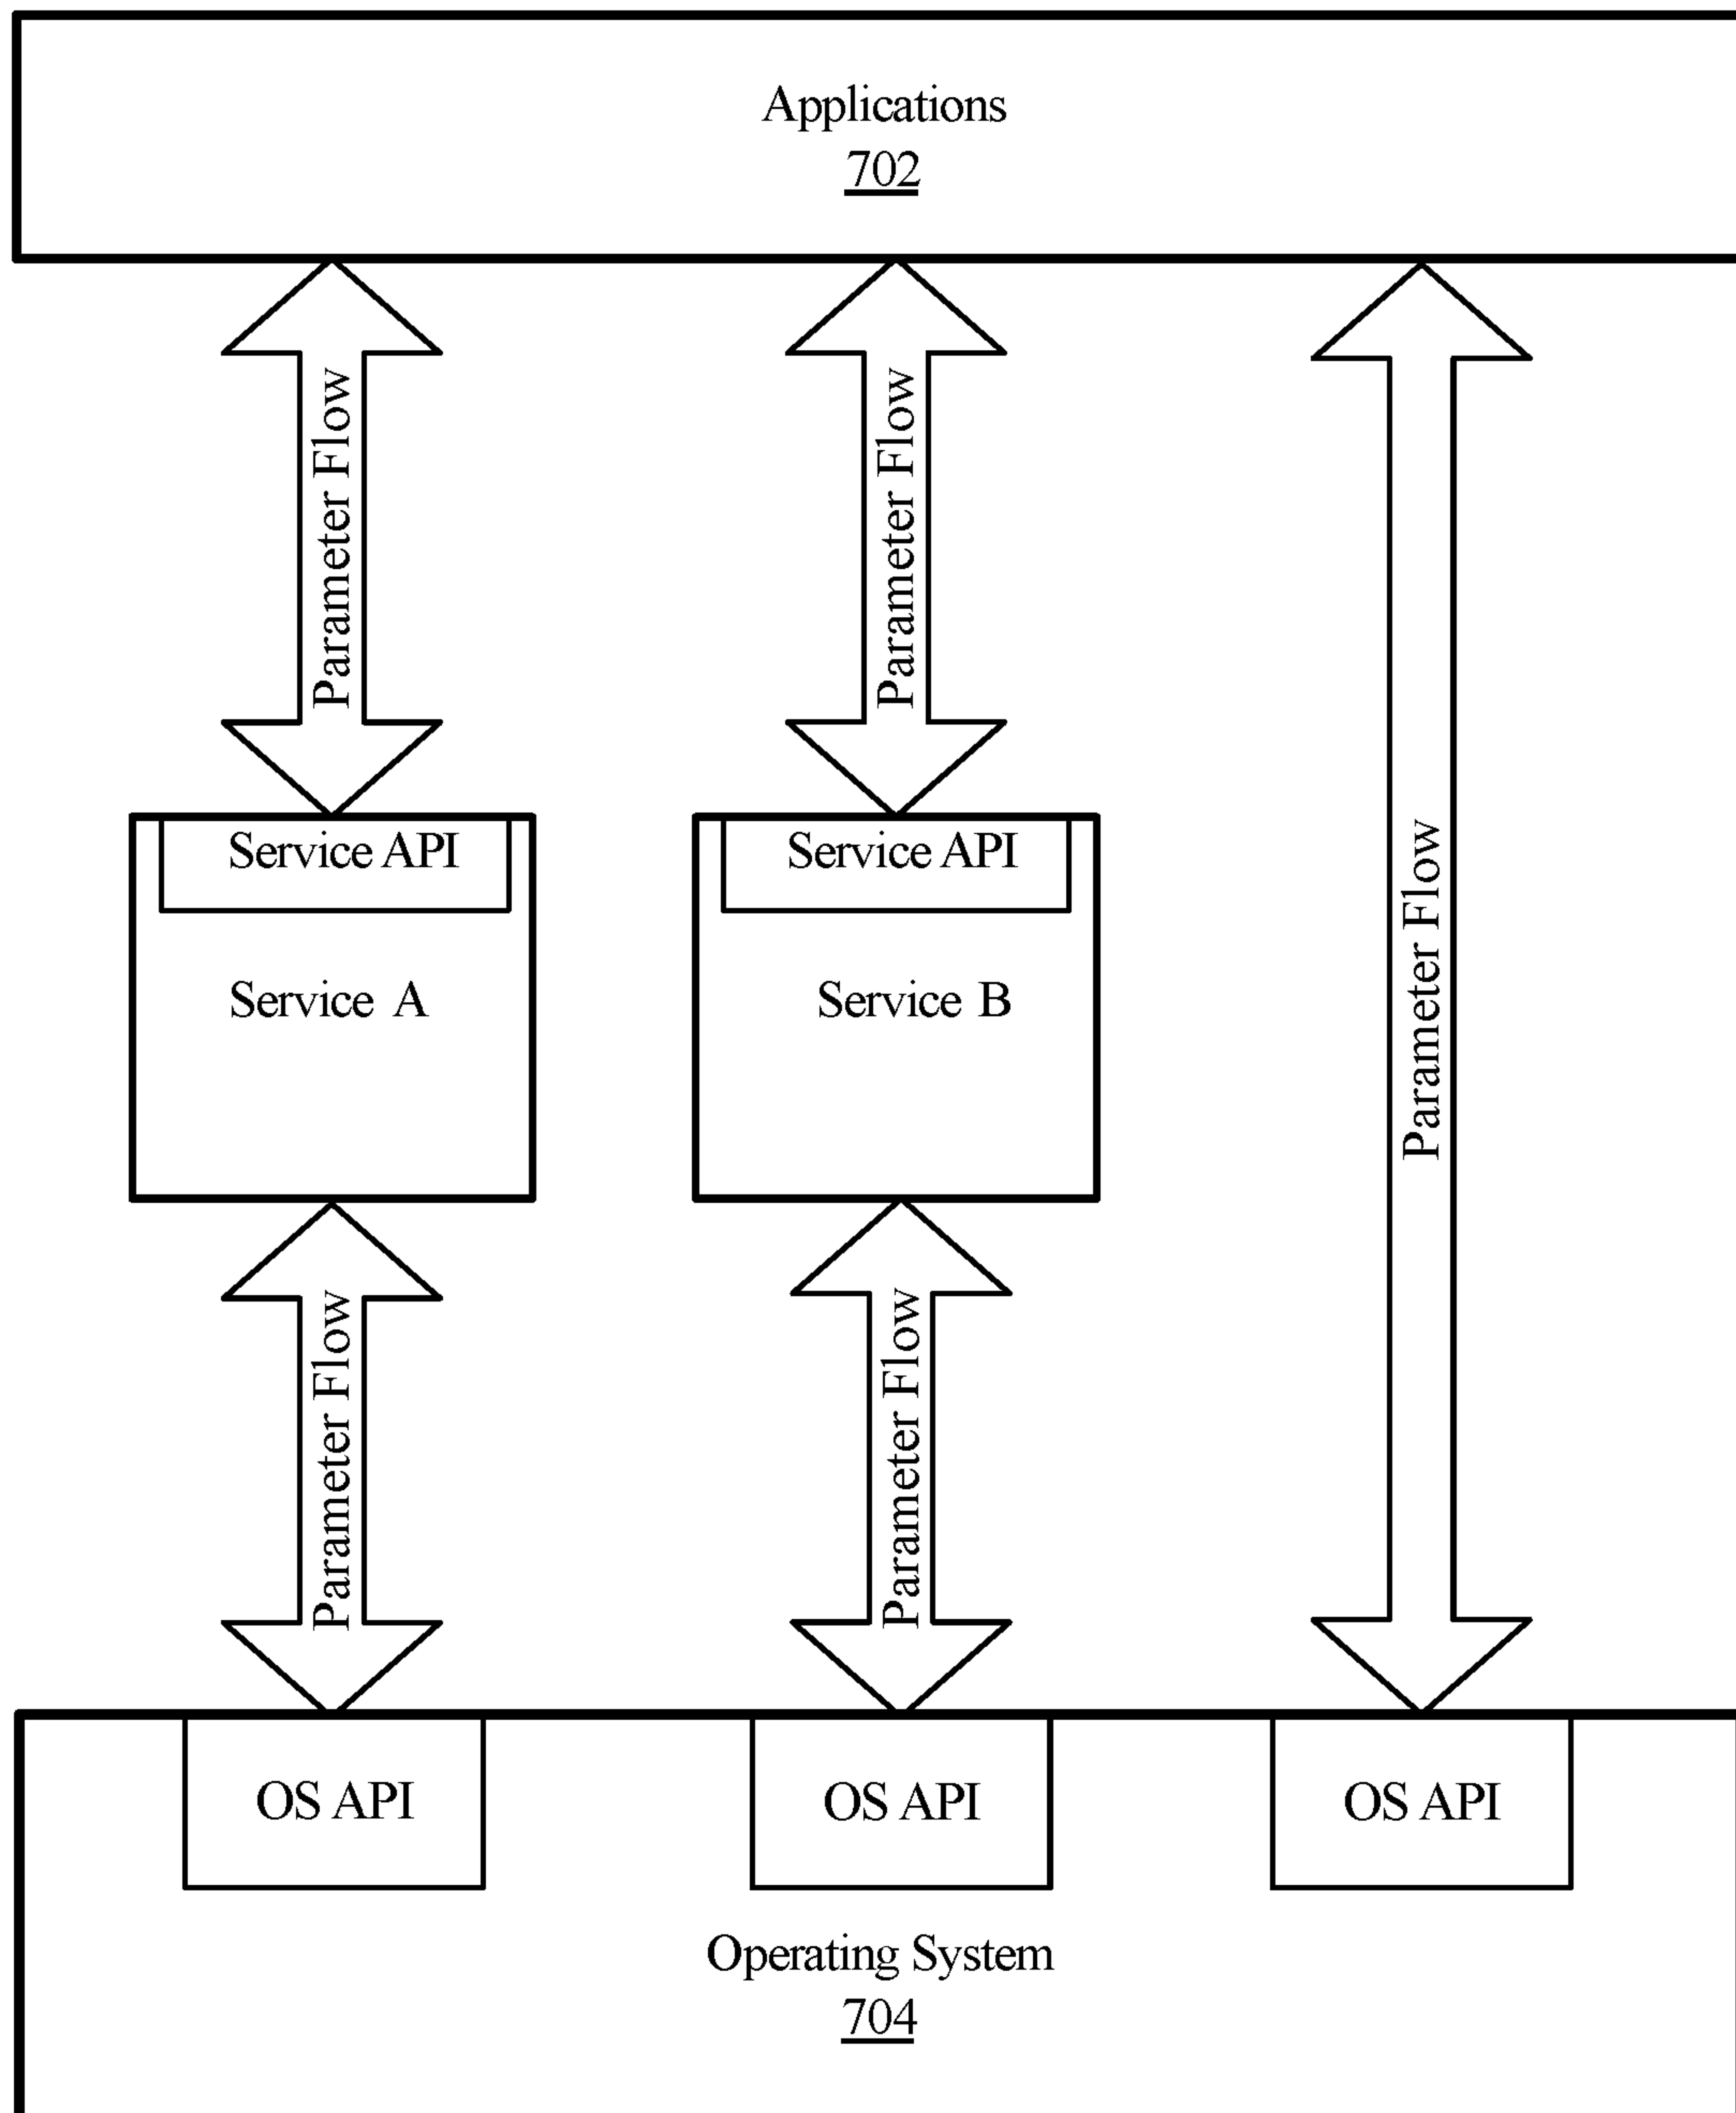 Applications
702
Parameter Flow
Parameter Flow
Parameter Flow
Service API
Service API
Service A
Service B
Parameter Flow
Parameter Flow
OS API
OS API
OS API
Operating System
704